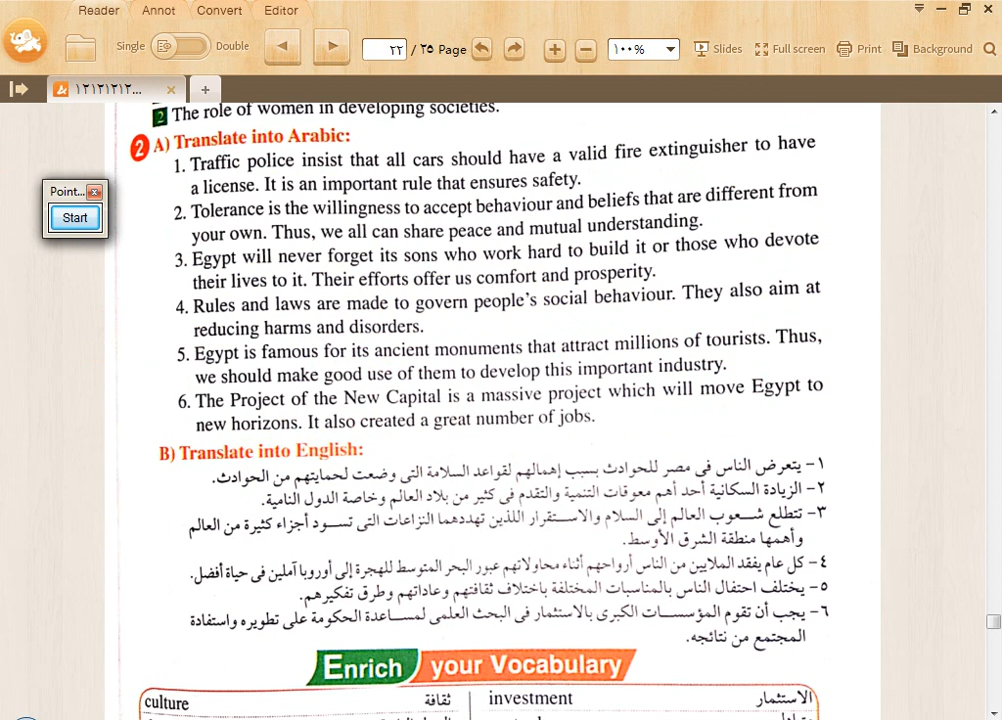 Reader Annot Convert Editor
Single Double ٢٢ / ٢٥ Page ١٠٠% Slides Full screen Print Background
١٢١٢١٢١٢...
Point...
Start
2 The role of women in developing societies.
2 A) Translate into Arabic:
1. Traffic police insist that all cars should have a valid fire extinguisher to have
a license. It is an important rule that ensures safety.
2. Tolerance is the willingness to accept behaviour and beliefs that are different from
your own. Thus, we all can share peace and mutual understanding.
3. Egypt will never forget its sons who work hard to build it or those who devote
their lives to it. Their efforts offer us comfort and prosperity.
4. Rules and laws are made to govern people's social behaviour. They also aim at
reducing harms and disorders.
5. Egypt is famous for its ancient monuments that attract millions of tourists. Thus,
we should make good use of them to develop this important industry.
6. The Project of the New Capital is a massive project which will move Egypt to
new horizons. It also created a great number of jobs.
B) Translate into English:
١- يتعرض الناس فى مصر للحوادث بسبب إهمالهم لقواعد السلامة التى وضعت لحمايتهم من الحوادث.
٢- الزيادة السكانية أحد أهم معوقات التنمية والتقدم فى كثير من بلاد العالم وخاصة الدول النامية.
٣- تتطلع شعوب العالم إلى السلام والاستقرار اللذين تهددهما النزاعات التى تسود أجزاء كثيرة من العالم
وأهمها منطقة الشرق الأوسط.
٤- كل عام يفقد الملايين من الناس أرواحهم أثناء محاولاتهم عبور البحر المتوسط للهجرة إلى أوروبا آملين فى حياة أفضل.
٥- يختلف احتفال الناس بالمناسبات المختلفة باختلاف ثقافتهم وعاداتهم وطرق تفكيرهم.
٦- يجب أن تقوم المؤسسات الكبرى بالاستثمار فى البحث العلمى لمساعدة الحكومة على تطويره واستفادة
المجتمع من نتائجه.
Enrich your Vocabulary
culture ثقافة investment الاستثمار